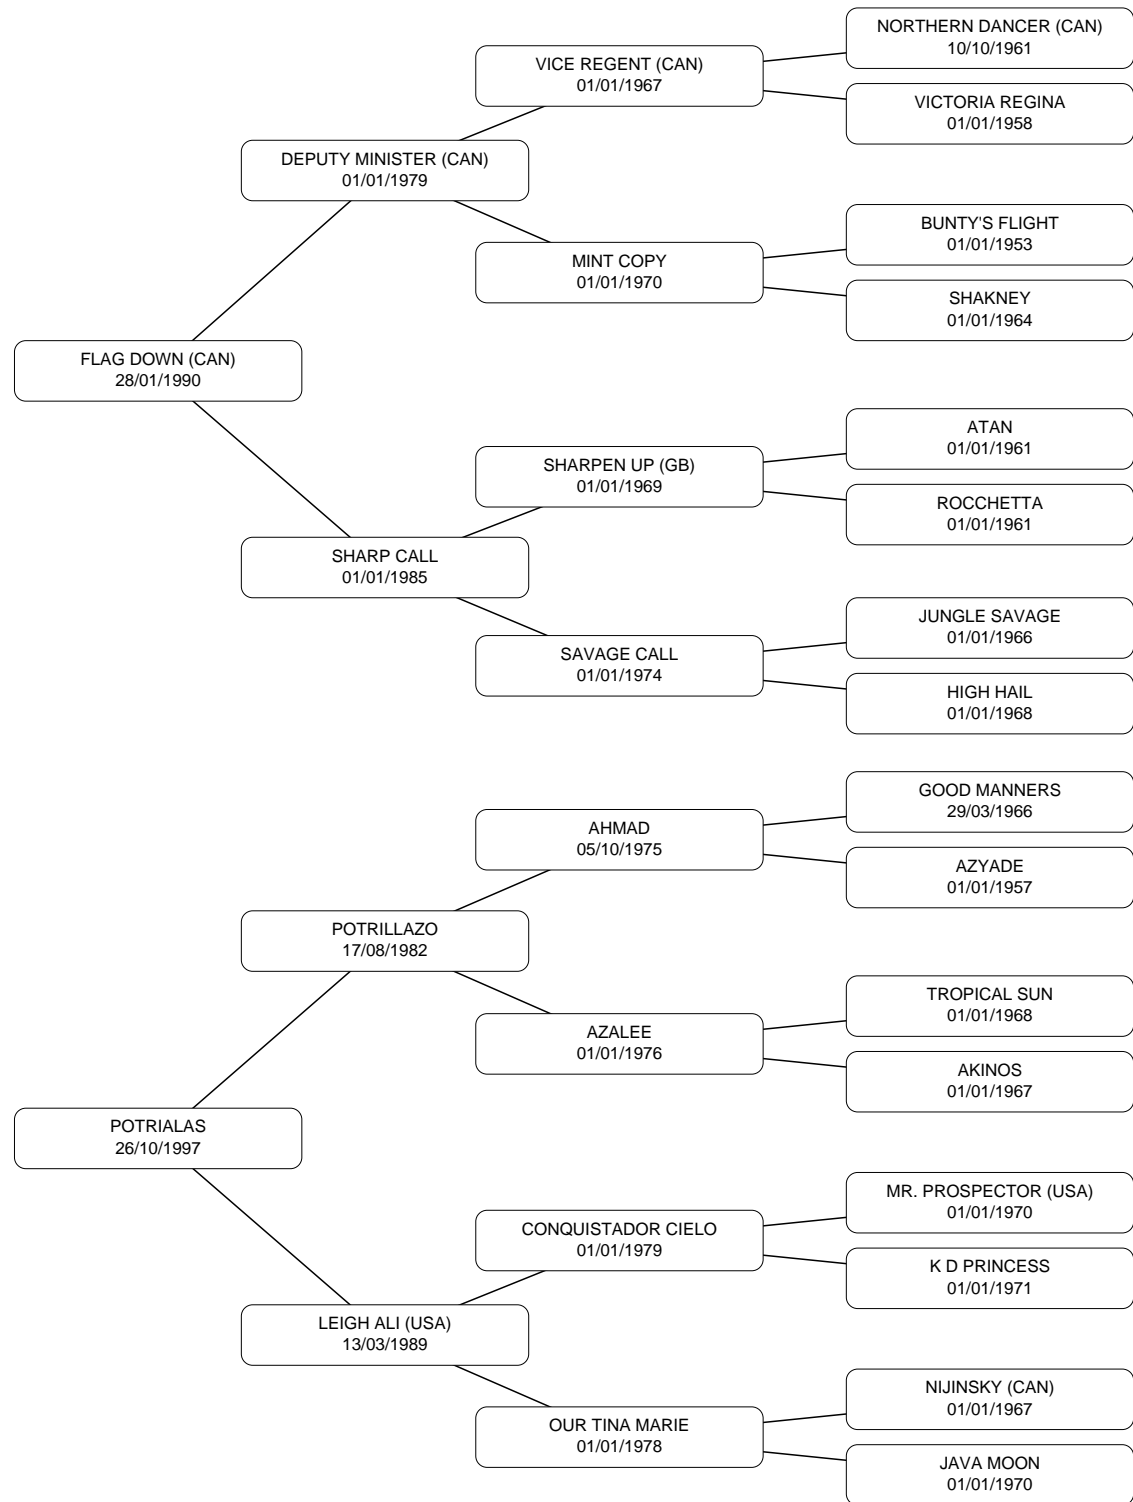 NORTHERN DANCER (CAN)
10/10/1961
VICE REGENT (CAN)
01/01/1967
VICTORIA REGINA
01/01/1958
DEPUTY MINISTER (CAN)
01/01/1979
BUNTY'S FLIGHT
01/01/1953
MINT COPY
01/01/1970
SHAKNEY
01/01/1964
FLAG DOWN (CAN)
28/01/1990
ATAN
01/01/1961
SHARPEN UP (GB)
01/01/1969
ROCCHETTA
01/01/1961
SHARP CALL
01/01/1985
JUNGLE SAVAGE
01/01/1966
SAVAGE CALL
01/01/1974
HIGH HAIL
01/01/1968
GOOD MANNERS
29/03/1966
AHMAD
05/10/1975
AZYADE
01/01/1957
POTRILLAZO
17/08/1982
TROPICAL SUN
01/01/1968
AZALEE
01/01/1976
AKINOS
01/01/1967
POTRIALAS
26/10/1997
MR. PROSPECTOR (USA)
01/01/1970
CONQUISTADOR CIELO
01/01/1979
K D PRINCESS
01/01/1971
LEIGH ALI (USA)
13/03/1989
NIJINSKY (CAN)
01/01/1967
OUR TINA MARIE
01/01/1978
JAVA MOON
01/01/1970